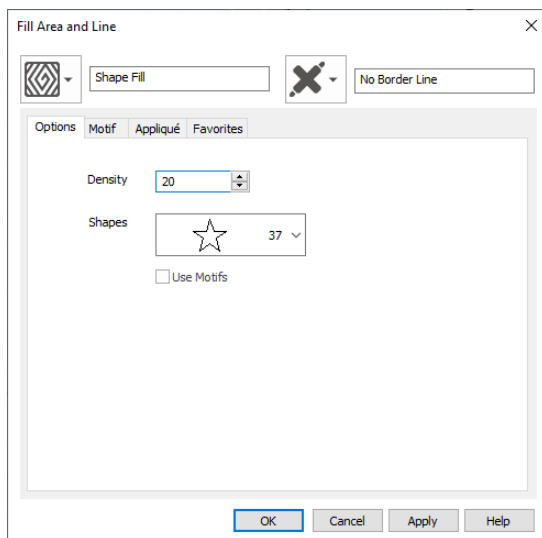 Fill Area and Line
Shape Fill
No Border Line
Options Motif Appliqué Favorites
Density 20
Shapes 37
Use Motifs
OK Cancel Apply Help